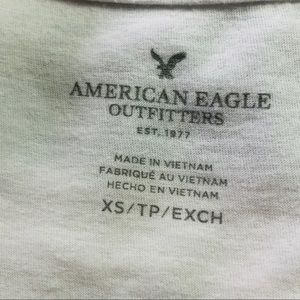 AMERICAN EAGLE
OUTFITTERS
EST. 1977
MADE IN VIETNAM
FABRIQUÉ AU VIETNAM
HECHO EN VIETNAM
XS/TP/EXCH